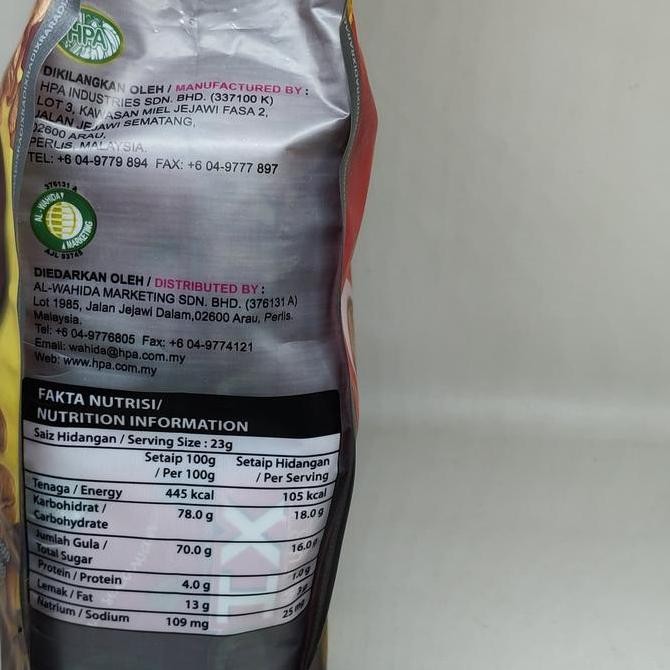 HPA
DIKILANGKAN OLEH / MANUFACTURED BY :
HPA INDUSTRIES SDN. BHD. (337100 K)
LOT 3, KAWASAN MIEL JEJAWI FASA 2,
JALAN JEJAWI SEMATANG,
02600 ARAU,
PERLIS, MALAYSIA.
TEL: +6 04-9779 894 FAX: +6 04-9777 897
376131 A
AL-WAHIDA
MARKETING
AJL 93745
DIEDARKAN OLEH / DISTRIBUTED BY :
AL-WAHIDA MARKETING SDN. BHD. (376131 A)
Lot 1985, Jalan Jejawi Dalam,02600 Arau, Perlis.
Malaysia.
Tel: +6 04-9776805 Fax: +6 04-9774121
Email: wahida@hpa.com.my
Web: www.hpa.com.my
FAKTA NUTRISI/
NUTRITION INFORMATION
Saiz Hidangan / Serving Size : 23g
Setaip 100g Setaip Hidangan
/ Per 100g / Per Serving
Tenaga / Energy 445 kcal 105 kcal
Karbohidrat / 78.0 g 18.0 g
Carbohydrate
Jumlah Gula / 70.0 g 16.0 g
Total Sugar
Protein / Protein 4.0 g 1.0 g
Lemak / Fat 13 g
Natrium / Sodium 109 mg 25 mg